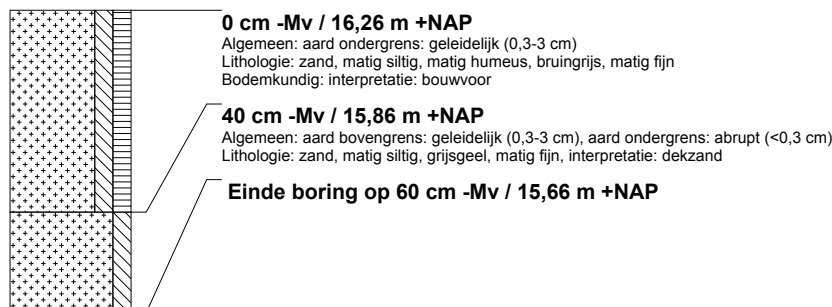 0 cm -Mv / 16,26 m +NAP
Algemeen: aard ondergrens: geleidelijk (0,3-3 cm)
Lithologie: zand, matig siltig, matig humeus, bruingrijs, matig fijn
Bodemkundig: interpretatie: bouwvoor
40 cm -Mv / 15,86 m +NAP
Algemeen: aard bovengrens: geleidelijk (0,3-3 cm), aard ondergrens: abrupt (<0,3 cm)
Lithologie: zand, matig siltig, grijsgeel, matig fijn, interpretatie: dekzand
Einde boring op 60 cm -Mv / 15,66 m +NAP